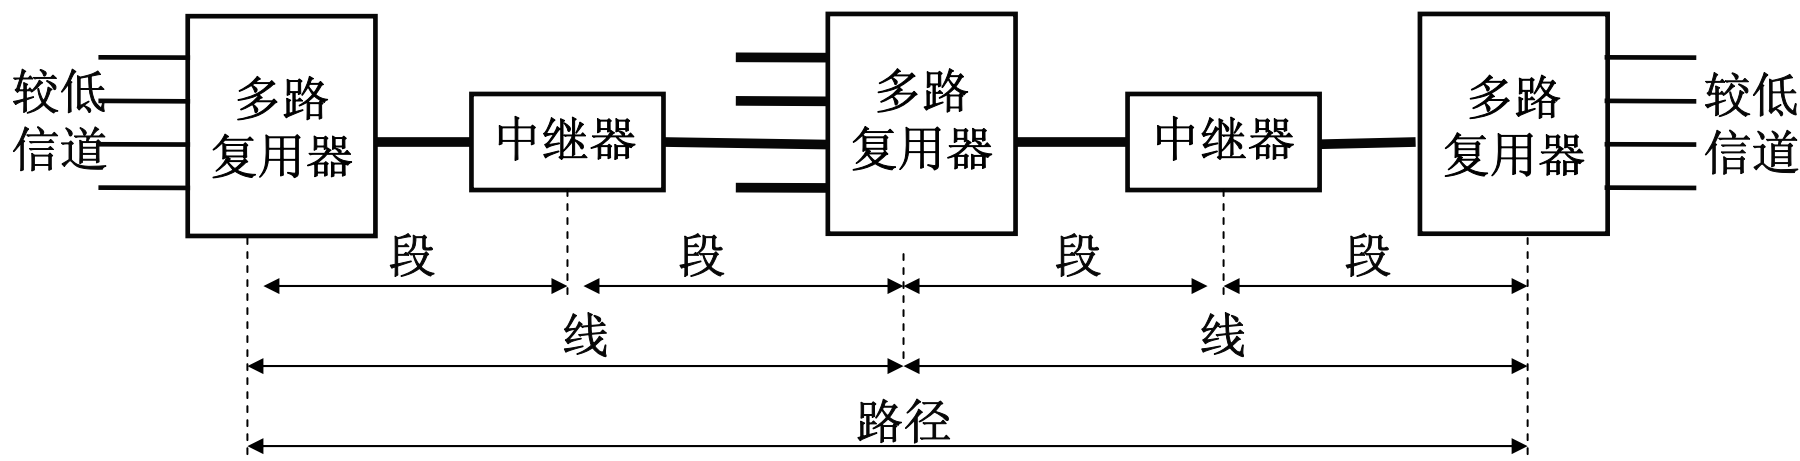 较低
信道
多路
复用器
中继器
多路
复用器
中继器
多路
复用器
较低
信道
段
段
段
段
线
线
路径